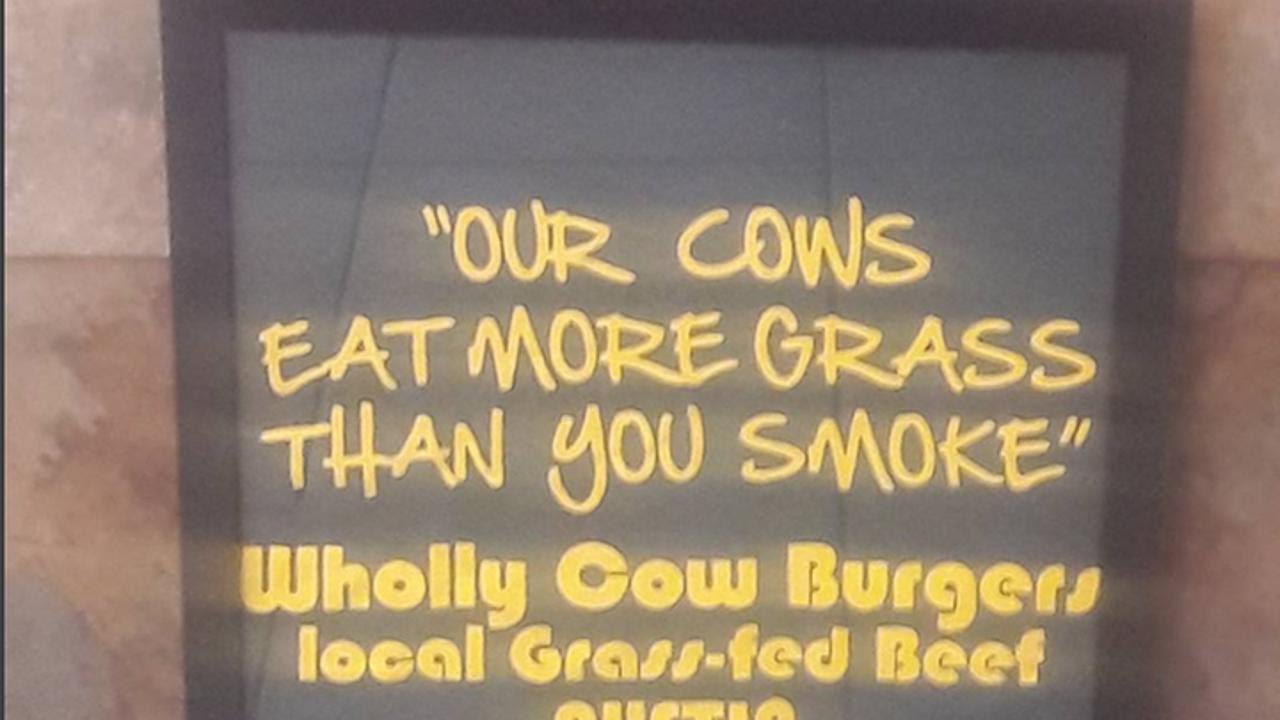 "OUR COWS
EAT MORE GRASS
THAN YOU SMOKE"
Wholly Cow Burgers
local Grass-fed Beef